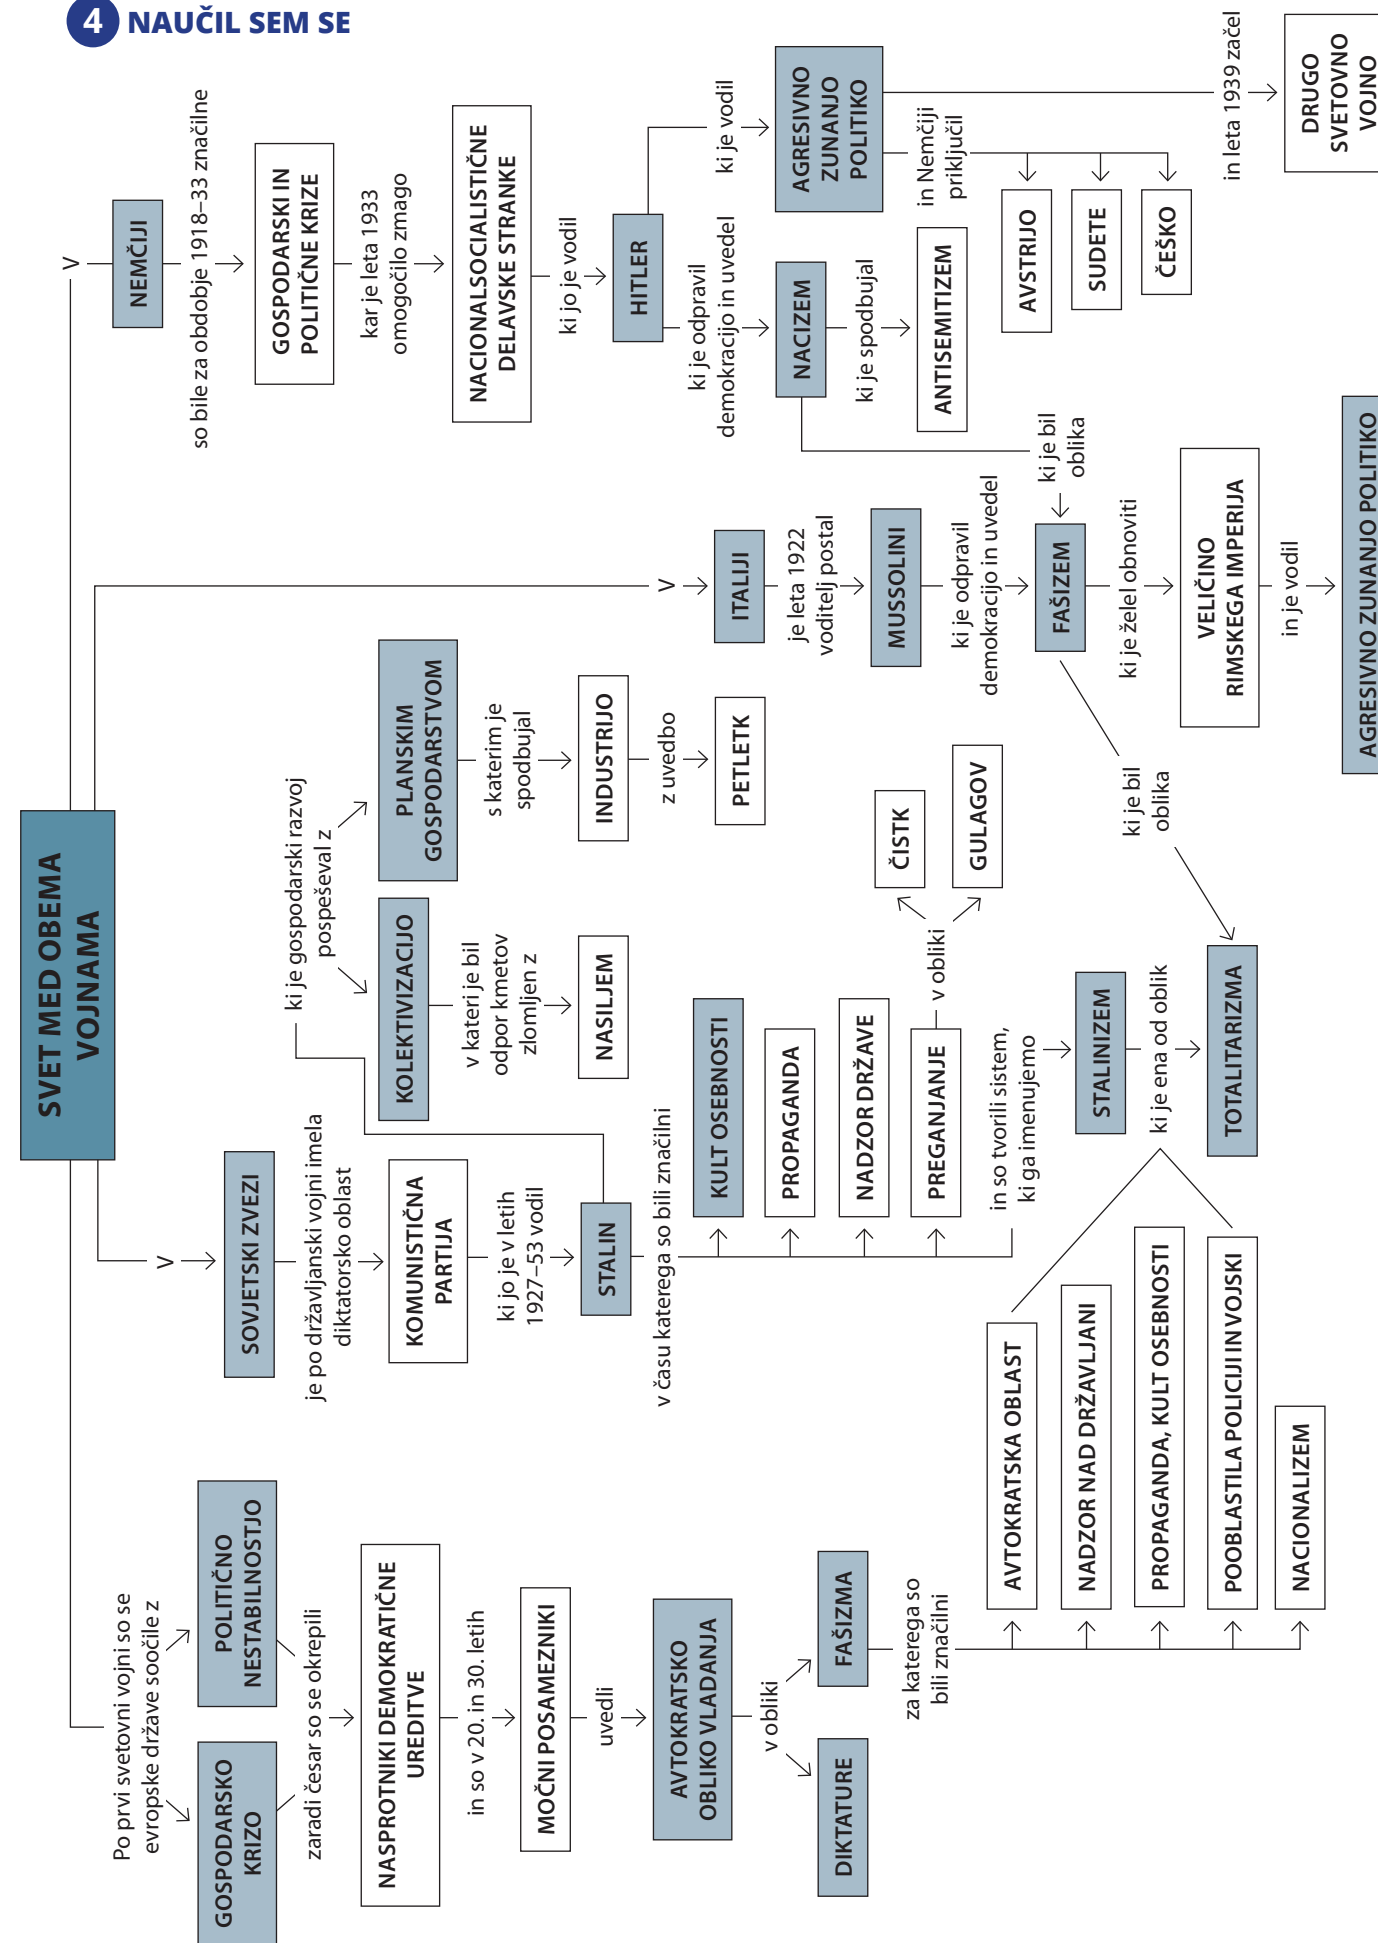 4 NAUČIL SEM SE
SVET MED OBEMA
VOJNAMA
Po prvi svetovni vojni so se
evropske države soočile z
GOSPODARSKO
KRIZO
POLITIČNO
NESTABILNOSTJO
zaradi česar so se okrepili
NASPROTNIKI DEMOKRATIČNE
UREDITVE
in so v 20. in 30. letih
MOČNI POSAMEZNIKI
uvedli
AVTOKRATSKO
OBLIKO VLADANJA
v obliki
DIKTATURE
FAŠIZMA
za katerega so
bili značilni
AVTOKRATSKA OBLAST
NADZOR NAD DRŽAVLJANI
PROPAGANDA, KULT OSEBNOSTI
POOBLASTILA POLICIJI IN VOJSKI
NACIONALIZEM
V
SOVJETSKI ZVEZI
je po državljanski vojni imela
diktatorsko oblast
KOMUNISTIČNA
PARTIJA
ki jo je v letih
1927–53 vodil
STALIN
v času katerega so bili značilni
KULT OSEBNOSTI
PROPAGANDA
NADZOR DRŽAVE
PREGANJANJE
v obliki
ČISTK
GULAGOV
in so tvorili sistem,
ki ga imenujemo
STALINIZEM
ki je ena od oblik
TOTALITARIZMA
ki je gospodarski razvoj
pospeševal z
KOLEKTIVIZACIJO
v kateri je bil
odpor kmetov
zlomljen z
NASILJEM
PLANSKIM
GOSPODARSTVOM
s katerim je
spodbujal
INDUSTRIJO
z uvedbo
PETLETK
V
ITALIJI
je leta 1922
voditelj postal
MUSSOLINI
ki je odpravil
demokracijo in uvedel
FAŠIZEM
ki je bil
oblika
ki je želel obnoviti
VELIČINO
RIMSKEGA IMPERIJA
in je vodil
AGRESIVNO ZUNANJO POLITIKO
V
NEMČIJI
so bile za obdobje 1918–33 značilne
GOSPODARSKI IN
POLITIČNE KRIZE
kar je leta 1933
omogočilo zmago
NACIONALSOCIALISTIČNE
DELAVSKE STRANKE
ki jo je vodil
HITLER
ki je odpravil
demokracijo in uvedel
NACIZEM
ki je spodbujal
ANTISEMITIZEM
ki je bil
oblika
ki je vodil
AGRESIVNO
ZUNANJO
POLITIKO
in Nemčiji
priključil
AVSTRIJO
SUDETE
ČEŠKO
in leta 1939 začel
DRUGO
SVETOVNO
VOJNO